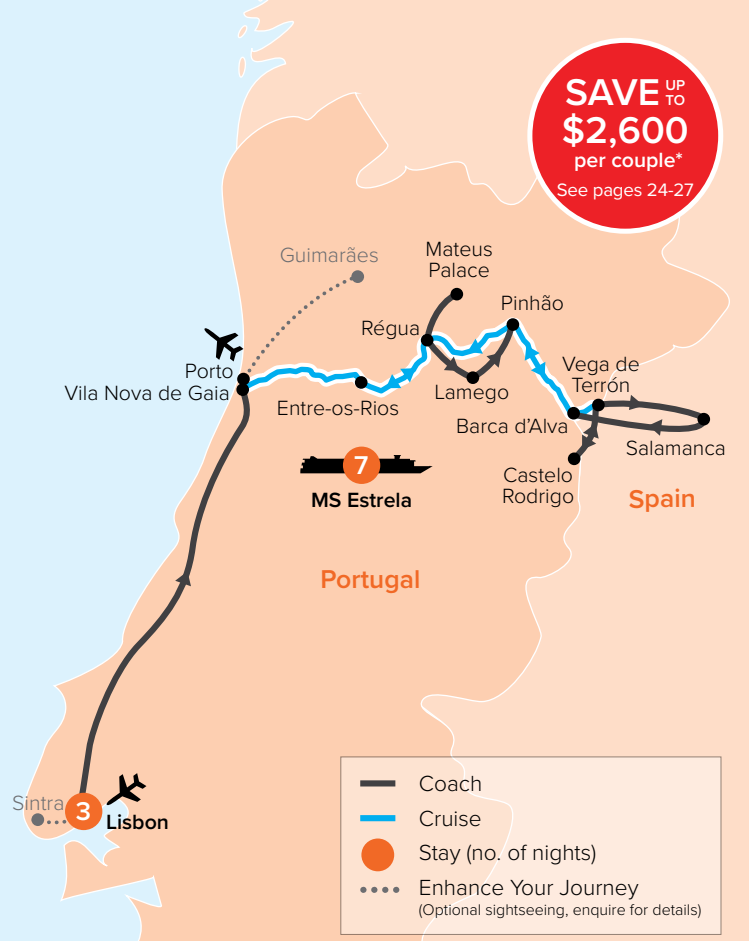 SAVE UP TO
$2,600
per couple*
See pages 24-27
Guimarães
Mateus
Palace
Pinhão
Régua
Porto
Vila Nova de Gaia
Entre-os-Rios
Lamego
Vega de
Terrón
Barca d’Alva
Salamanca
Castelo
Rodrigo
7
MS Estrela
Spain
Portugal
Sintra
3
Lisbon
Coach
Cruise
Stay (no. of nights)
Enhance Your Journey
(Optional sightseeing, enquire for details)